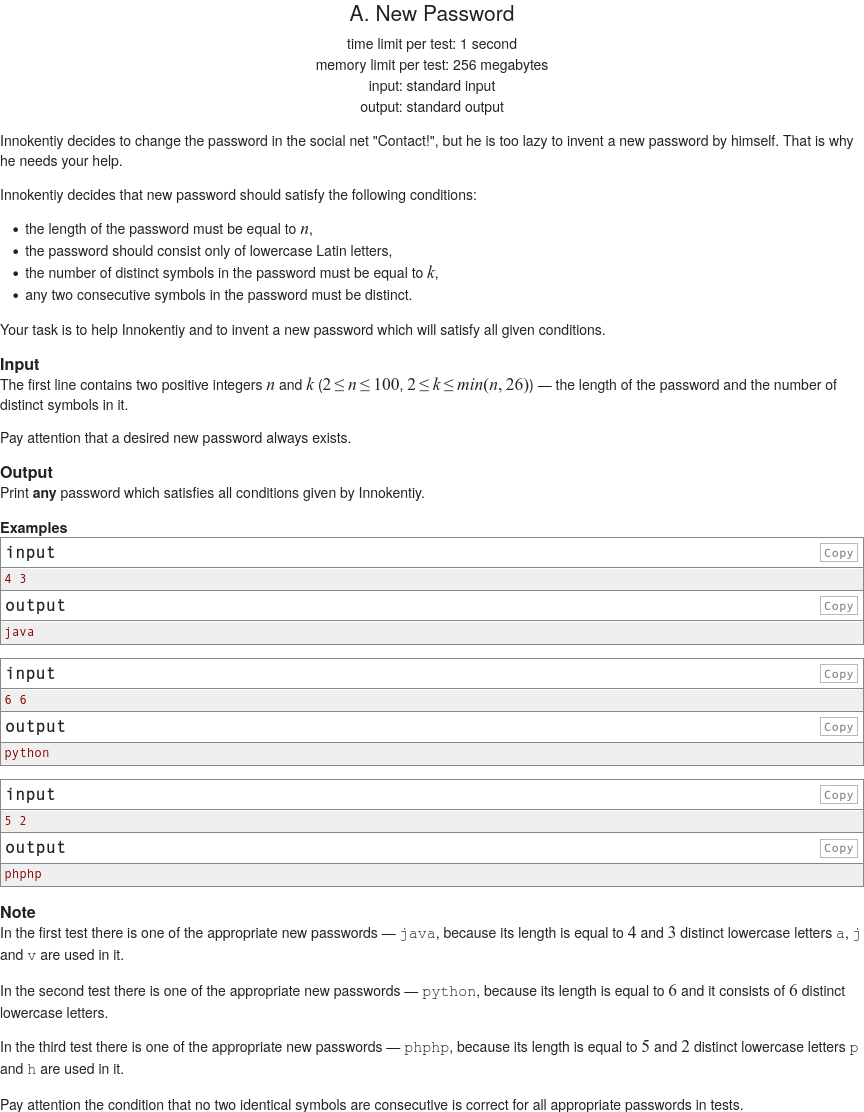 A. New Password
time limit per test: 1 second
memory limit per test: 256 megabytes
input: standard input
output: standard output
Innokentiy decides to change the password in the social net "Contact!", but he is too lazy to invent a new password by himself. That is why
he needs your help.
Innokentiy decides that new password should satisfy the following conditions:
• the length of the password must be equal to n,
• the password should consist only of lowercase Latin letters,
• the number of distinct symbols in the password must be equal to k,
• any two consecutive symbols in the password must be distinct.
Your task is to help Innokentiy and to invent a new password which will satisfy all given conditions.
Input
The first line contains two positive integers n and k (2 ≤ n ≤ 100, 2 ≤ k ≤ min(n, 26)) — the length of the password and the number of
distinct symbols in it.
Pay attention that a desired new password always exists.
Output
Print any password which satisfies all conditions given by Innokentiy.
Examples
input Copy
4 3
output Copy
java
input Copy
6 6
output Copy
python
input Copy
5 2
output Copy
phphp
Note
In the first test there is one of the appropriate new passwords — java, because its length is equal to 4 and 3 distinct lowercase letters a, j
and v are used in it.
In the second test there is one of the appropriate new passwords — python, because its length is equal to 6 and it consists of 6 distinct
lowercase letters.
In the third test there is one of the appropriate new passwords — phphp, because its length is equal to 5 and 2 distinct lowercase letters p
and h are used in it.
Pay attention the condition that no two identical symbols are consecutive is correct for all appropriate passwords in tests.